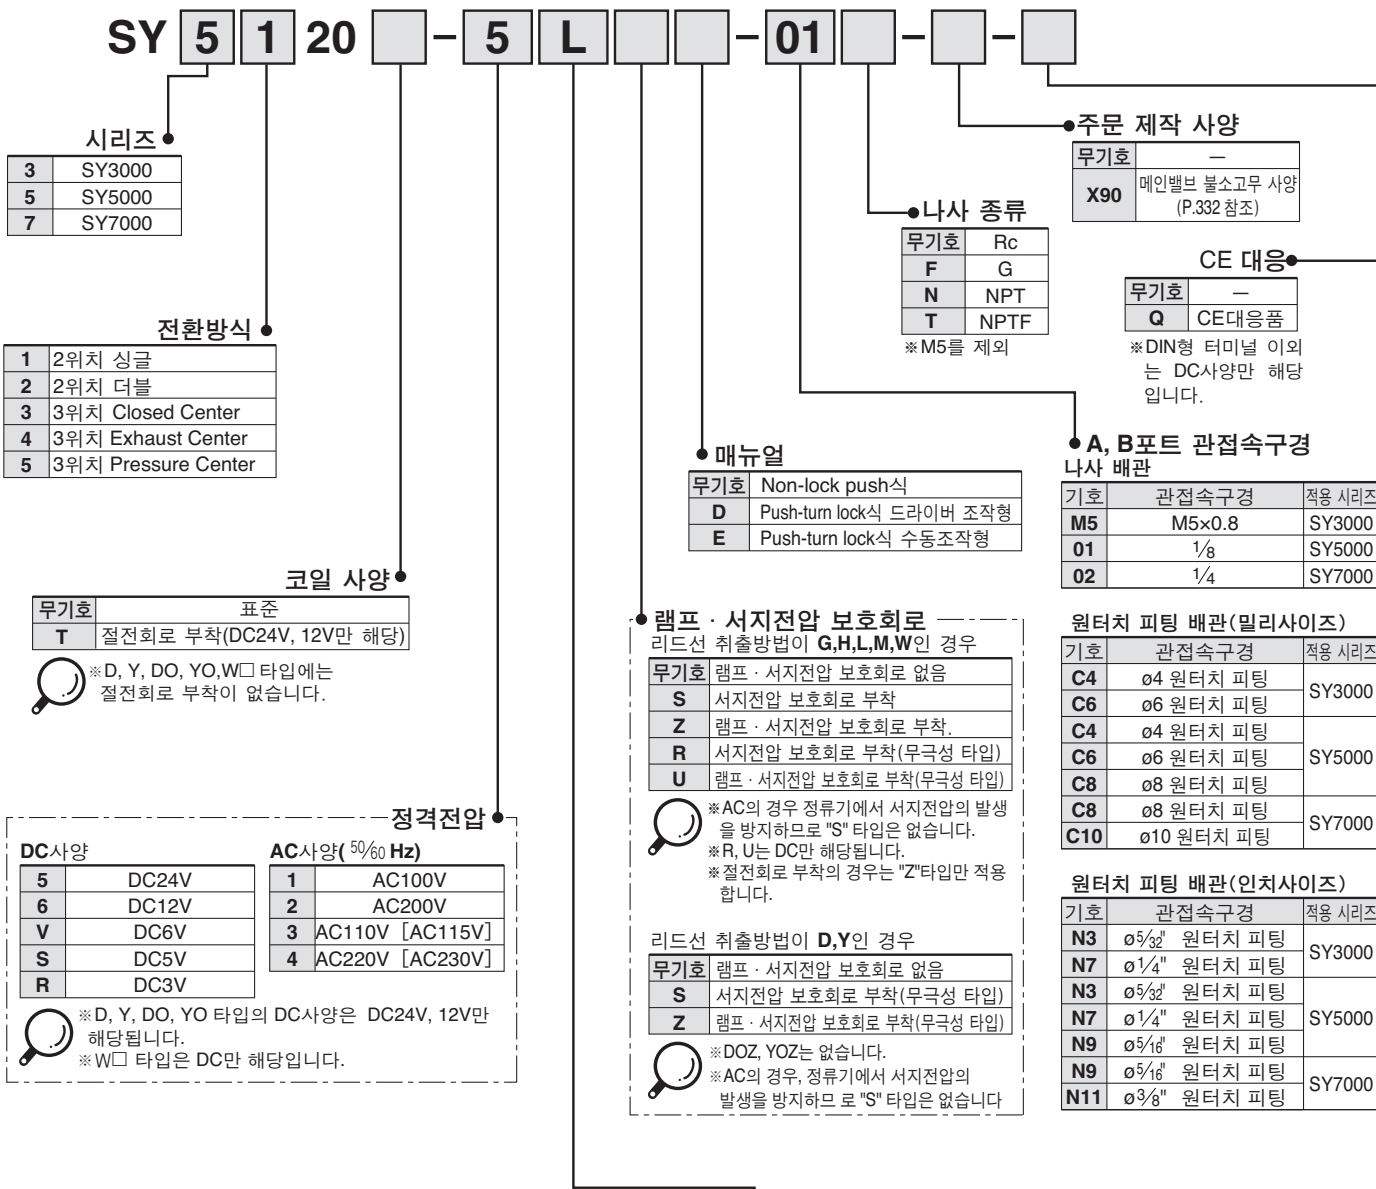 SY 5 1 20 - 5 L - 01 - -
시리즈
3 SY3000
5 SY5000
7 SY7000
전환방식
1 2위치 싱글
2 2위치 더블
3 3위치 Closed Center
4 3위치 Exhaust Center
5 3위치 Pressure Center
코일 사양
무기호 표준
T 절전회로 부착(DC24V, 12V만 해당)
※D, Y, DO, YO,W□ 타입에는
절전회로 부착이 없습니다.
정격전압
DC사양
5 DC24V
6 DC12V
V DC6V
S DC5V
R DC3V
AC사양( 50/60 Hz)
1 AC100V
2 AC200V
3 AC110V［AC115V］
4 AC220V［AC230V］
※D, Y, DO, YO 타입의 DC사양은 DC24V, 12V만
해당됩니다.
※W□ 타입은 DC만 해당입니다.
램프 · 서지전압 보호회로
리드선 취출방법이 G,H,L,M,W인 경우
무기호 램프 · 서지전압 보호회로 없음
S 서지전압 보호회로 부착
Z 램프 · 서지전압 보호회로 부착.
R 서지전압 보호회로 부착(무극성 타입)
U 램프 · 서지전압 보호회로 부착(무극성 타입)
※AC의 경우 정류기에서 서지전압의 발생
을 방지하므로 "S" 타입은 없습니다.
※R, U는 DC만 해당됩니다.
※절전회로 부착의 경우는 "Z"타입만 적용
합니다.
리드선 취출방법이 D,Y인 경우
무기호 램프 · 서지전압 보호회로 없음
S 서지전압 보호회로 부착(무극성 타입)
Z 램프 · 서지전압 보호회로 부착(무극성 타입)
※DOZ, YOZ는 없습니다.
※AC의 경우, 정류기에서 서지전압의
발생을 방지하므 로 "S" 타입은 없습니다
매뉴얼
무기호 Non-lock push식
D Push-turn lock식 드라이버 조작형
E Push-turn lock식 수동조작형
나사 종류
무기호 Rc
F G
N NPT
T NPTF
※M5를 제외
주문 제작 사양
무기호 —
X90 메인밸브 불소고무 사양
(P.332 참조)
CE 대응
무기호 —
Q CE대응품
※DIN형 터미널 이외
는 DC사양만 해당
입니다.
A, B포트 관접속구경
나사 배관
기호 관접속구경 적용 시리즈
M5 M5×0.8 SY3000
01 1/8 SY5000
02 1/4 SY7000
원터치 피팅 배관(밀리사이즈)
기호 관접속구경 적용 시리즈
C4 ø4 원터치 피팅 SY3000
C6 ø6 원터치 피팅
C4 ø4 원터치 피팅 SY5000
C6 ø6 원터치 피팅
C8 ø8 원터치 피팅
C8 ø8 원터치 피팅 SY7000
C10 ø10 원터치 피팅
원터치 피팅 배관(인치사이즈)
기호 관접속구경 적용 시리즈
N3 ø5/32" 원터치 피팅 SY3000
N7 ø1/4" 원터치 피팅
N3 ø5/32" 원터치 피팅 SY5000
N7 ø1/4" 원터치 피팅
N9 ø5/16" 원터치 피팅
N9 ø5/16" 원터치 피팅 SY7000
N11 ø3/8" 원터치 피팅